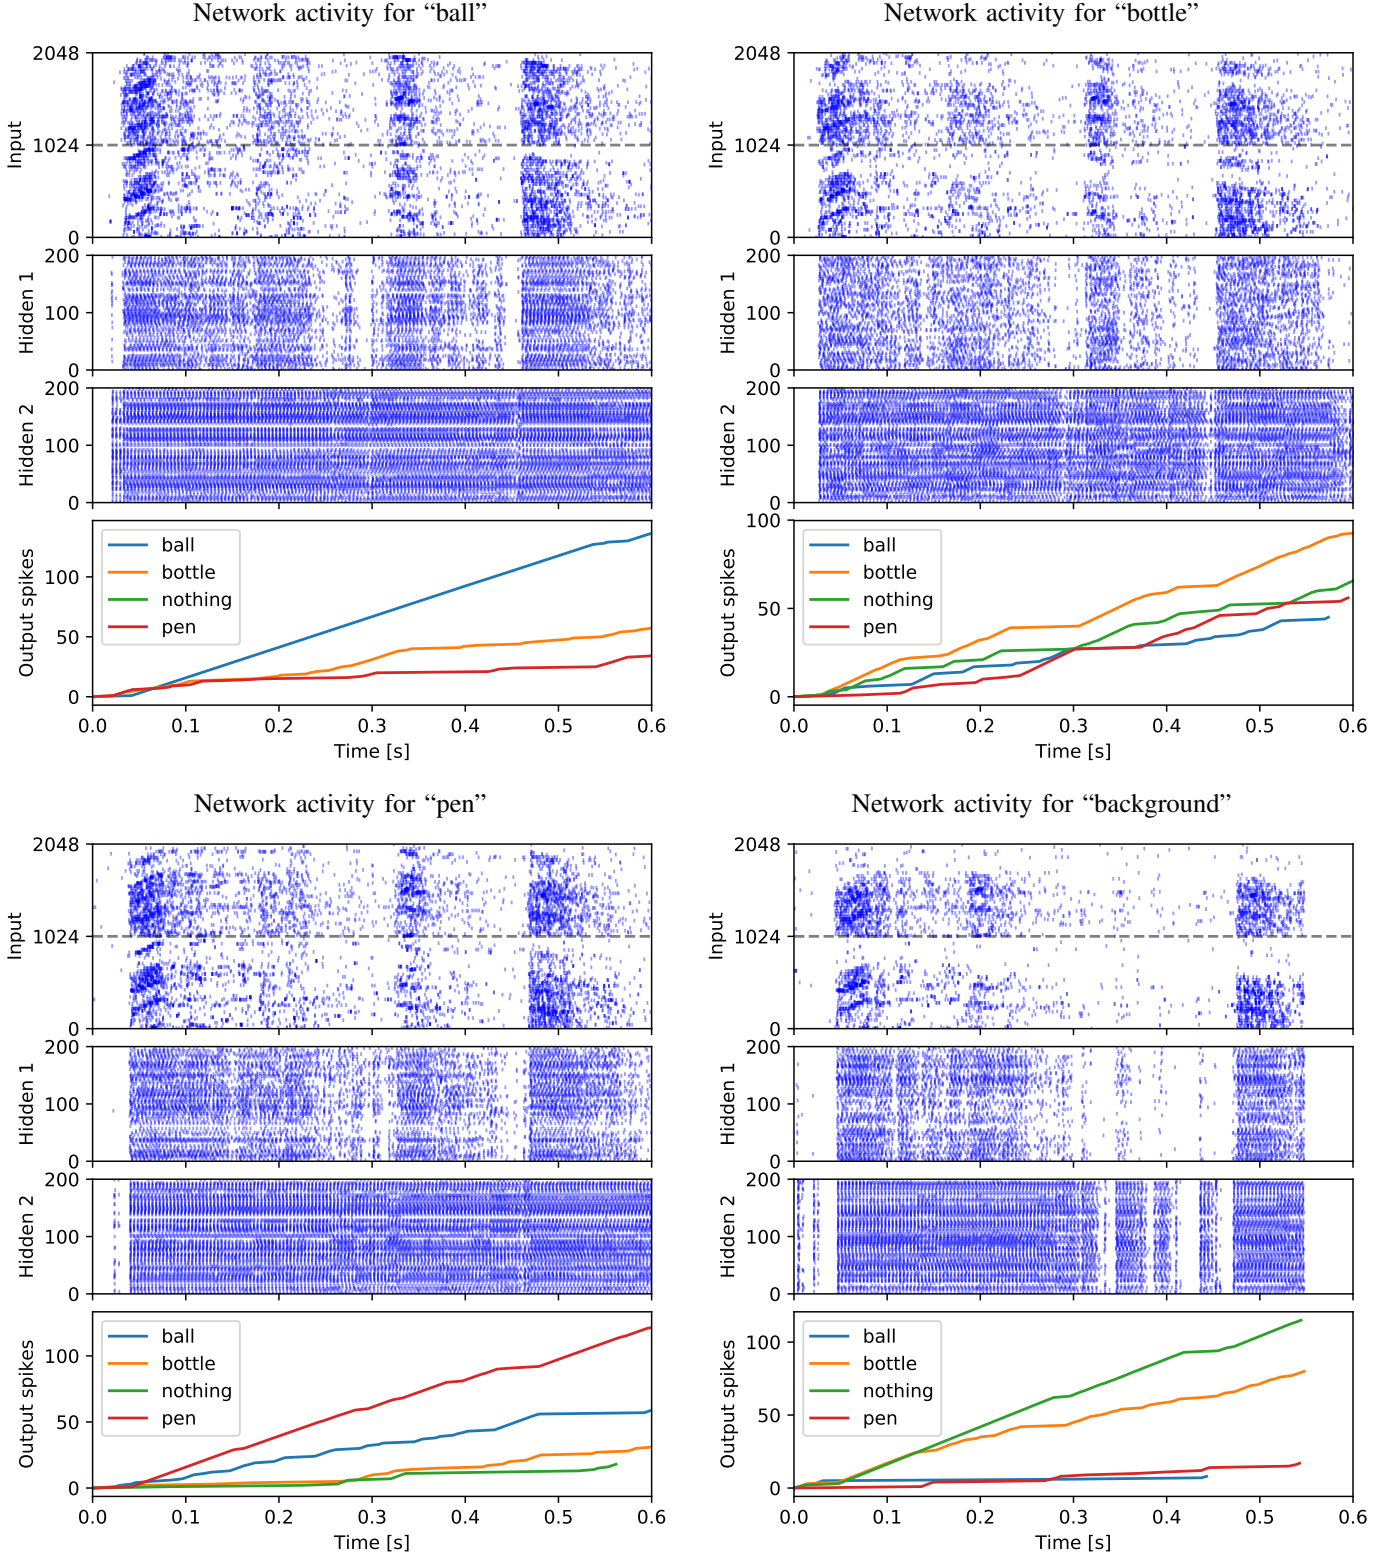 Network activity for “ball”
2048
1024
0
Input
200
100
0
Hidden 1
200
100
0
Hidden 2
100
50
0
Output spikes
ball
bottle
nothing
pen
0.0 0.1 0.2 0.3 0.4 0.5 0.6
Time [s]
Network activity for “bottle”
2048
1024
0
Input
200
100
0
Hidden 1
200
100
0
Hidden 2
100
50
0
Output spikes
ball
bottle
nothing
pen
0.0 0.1 0.2 0.3 0.4 0.5 0.6
Time [s]
Network activity for “pen”
2048
1024
0
Input
200
100
0
Hidden 1
200
100
0
Hidden 2
100
50
0
Output spikes
ball
bottle
nothing
pen
0.0 0.1 0.2 0.3 0.4 0.5 0.6
Time [s]
Network activity for “background”
2048
1024
0
Input
200
100
0
Hidden 1
200
100
0
Hidden 2
100
50
0
Output spikes
ball
bottle
nothing
pen
0.0 0.1 0.2 0.3 0.4 0.5 0.6
Time [s]